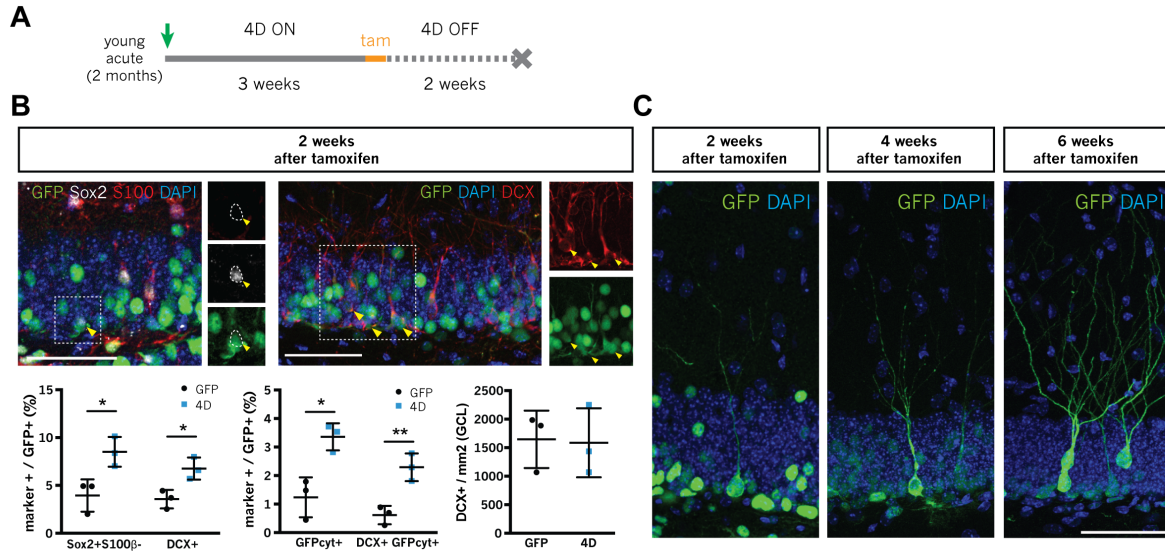 A
4D ON
4D OFF
tam
young
acute
(2 months)
3 weeks
2 weeks
B
2 weeks
after tamoxifen
GFP Sox2 S100 DAPI
GFP DAPI DCX
marker + / GFP+ (%)
15
10
5
0
GFP
4D
*
*
Sox2+S100β-
DCX+
marker + / GFP+ (%)
5
4
3
2
1
0
GFP
4D
*
**
GFPcyt+
DCX+ GFPcyt+
DCX+ / mm2 (GCL)
2500
2000
1500
1000
500
0
GFP
4D
C
2 weeks
after tamoxifen
4 weeks
after tamoxifen
6 weeks
after tamoxifen
GFP DAPI
GFP DAPI
GFP DAPI